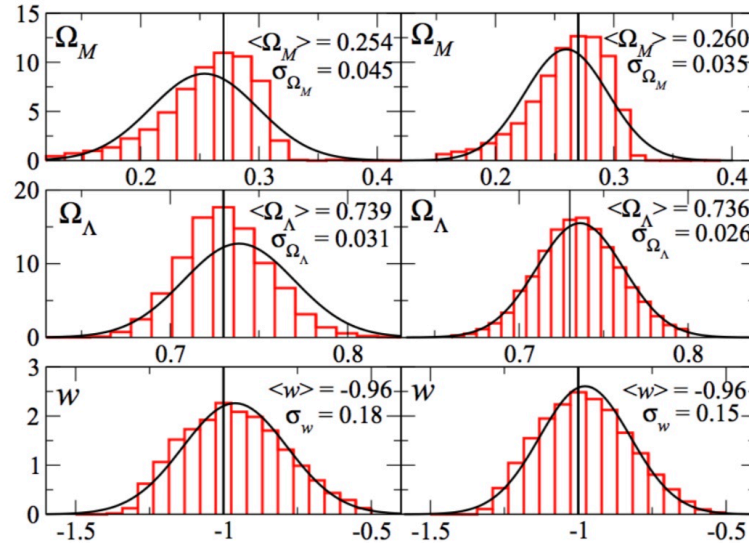 15
10
5
0
Ω_M
<Ω_M> = 0.254
σ_Ω_M = 0.045
0.2 0.3 0.4
Ω_M
<Ω_M> = 0.260
σ_Ω_M = 0.035
0.2 0.3 0.4
20
10
0
Ω_Λ
<Ω_Λ> = 0.739
σ_Ω_Λ = 0.031
0.7 0.8
Ω_Λ
<Ω_Λ> = 0.736
σ_Ω_Λ = 0.026
0.7 0.8
3
2
1
0
w
<w> = -0.96
σ_w = 0.18
-1.5 -1 -0.5
w
<w> = -0.96
σ_w = 0.15
-1.5 -1 -0.5